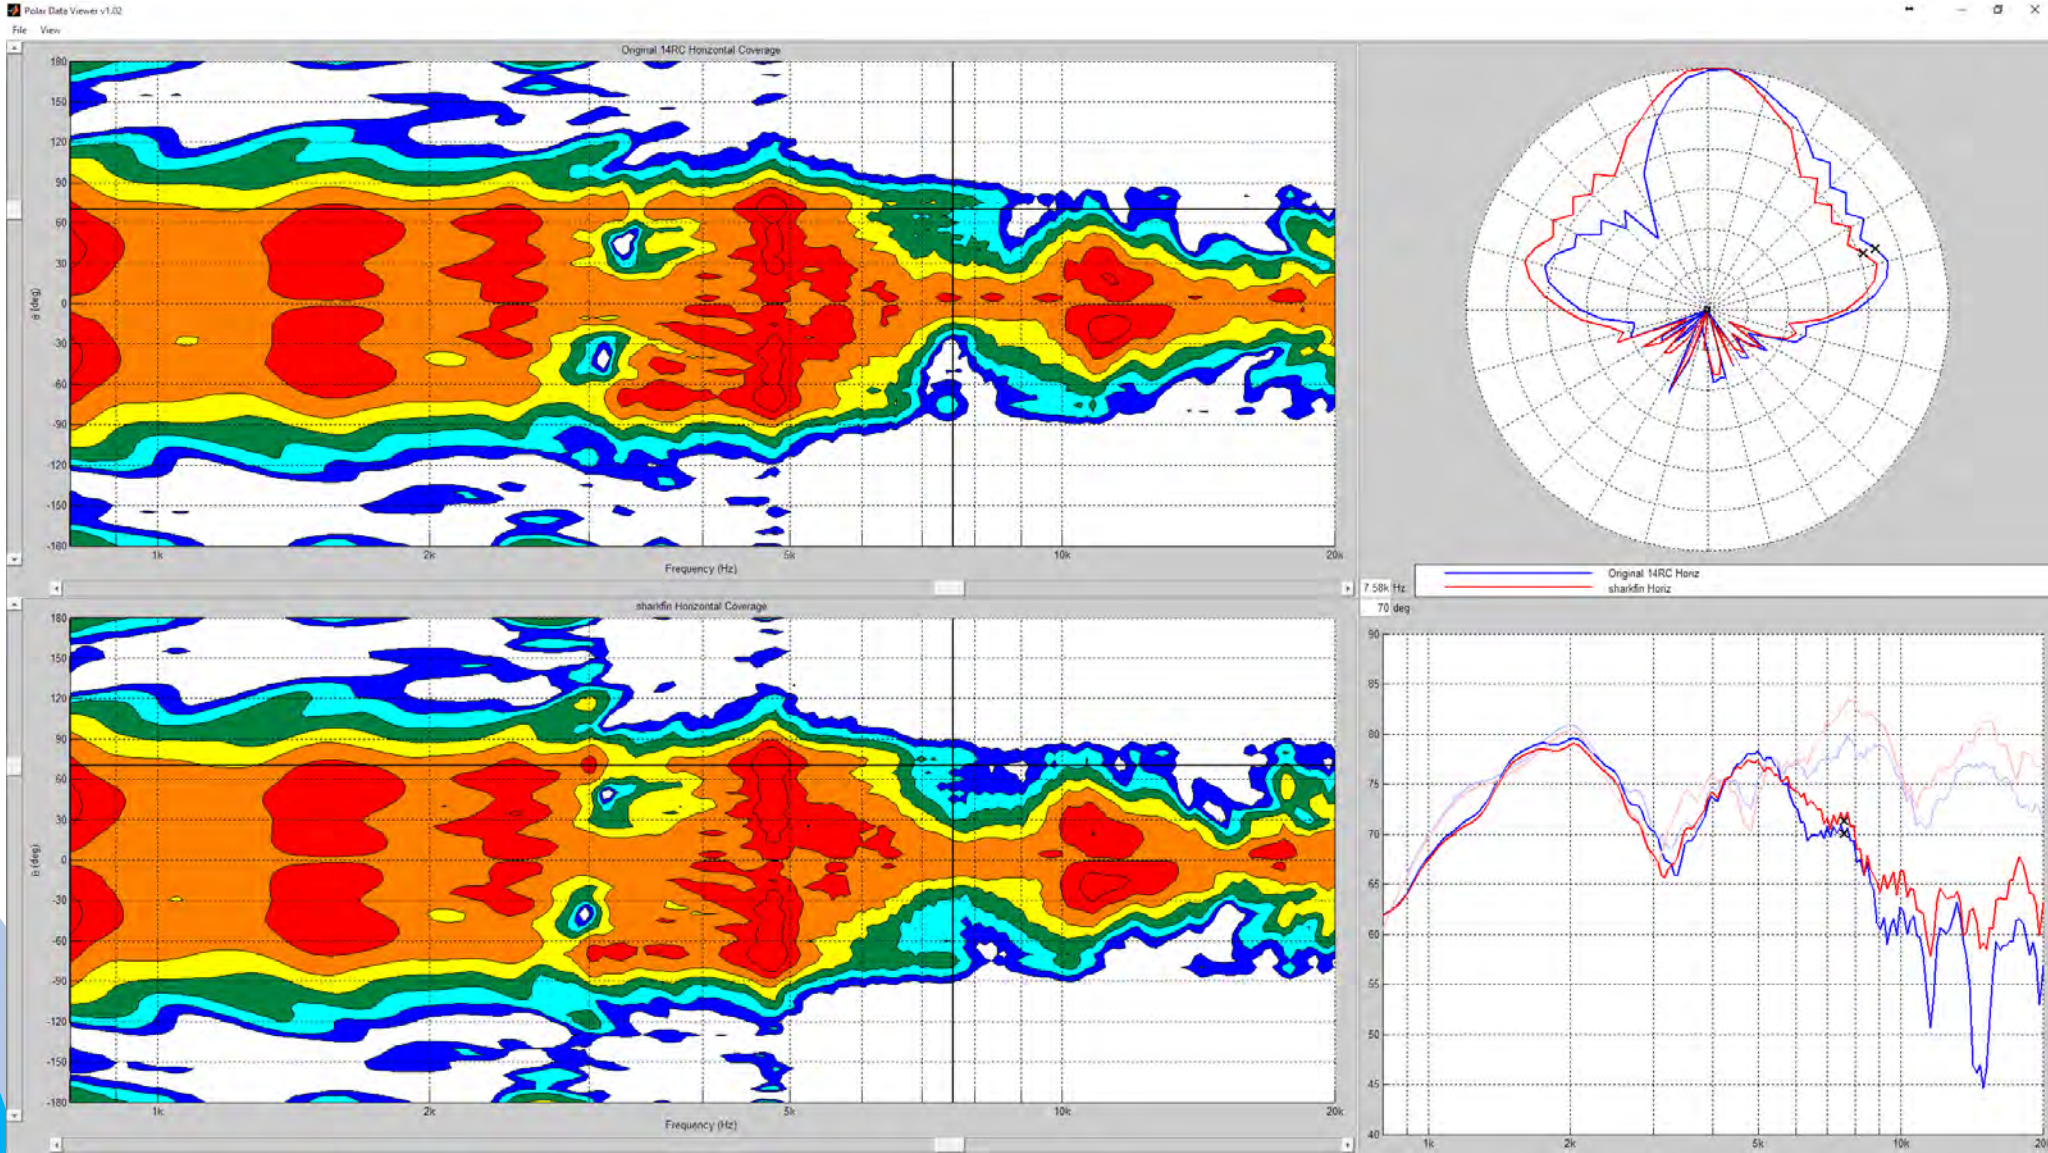 Polar Data Viewer v1.02
File View
Original 14RC Horizontal Coverage
180
150
120
90
60
30
0
-30
-60
-90
-120
-150
-180
θ (deg)
1k 2k 5k 10k 20k
Frequency (Hz)
sharkfin Horizontal Coverage
180
150
120
90
60
30
0
-30
-60
-90
-120
-150
-180
θ (deg)
1k 2k 5k 10k 20k
Frequency (Hz)
7.58k Hz
70 deg
Original 14RC Horiz
sharkfin Horiz
90
85
80
75
70
65
60
55
50
45
40
1k 2k 5k 10k 20